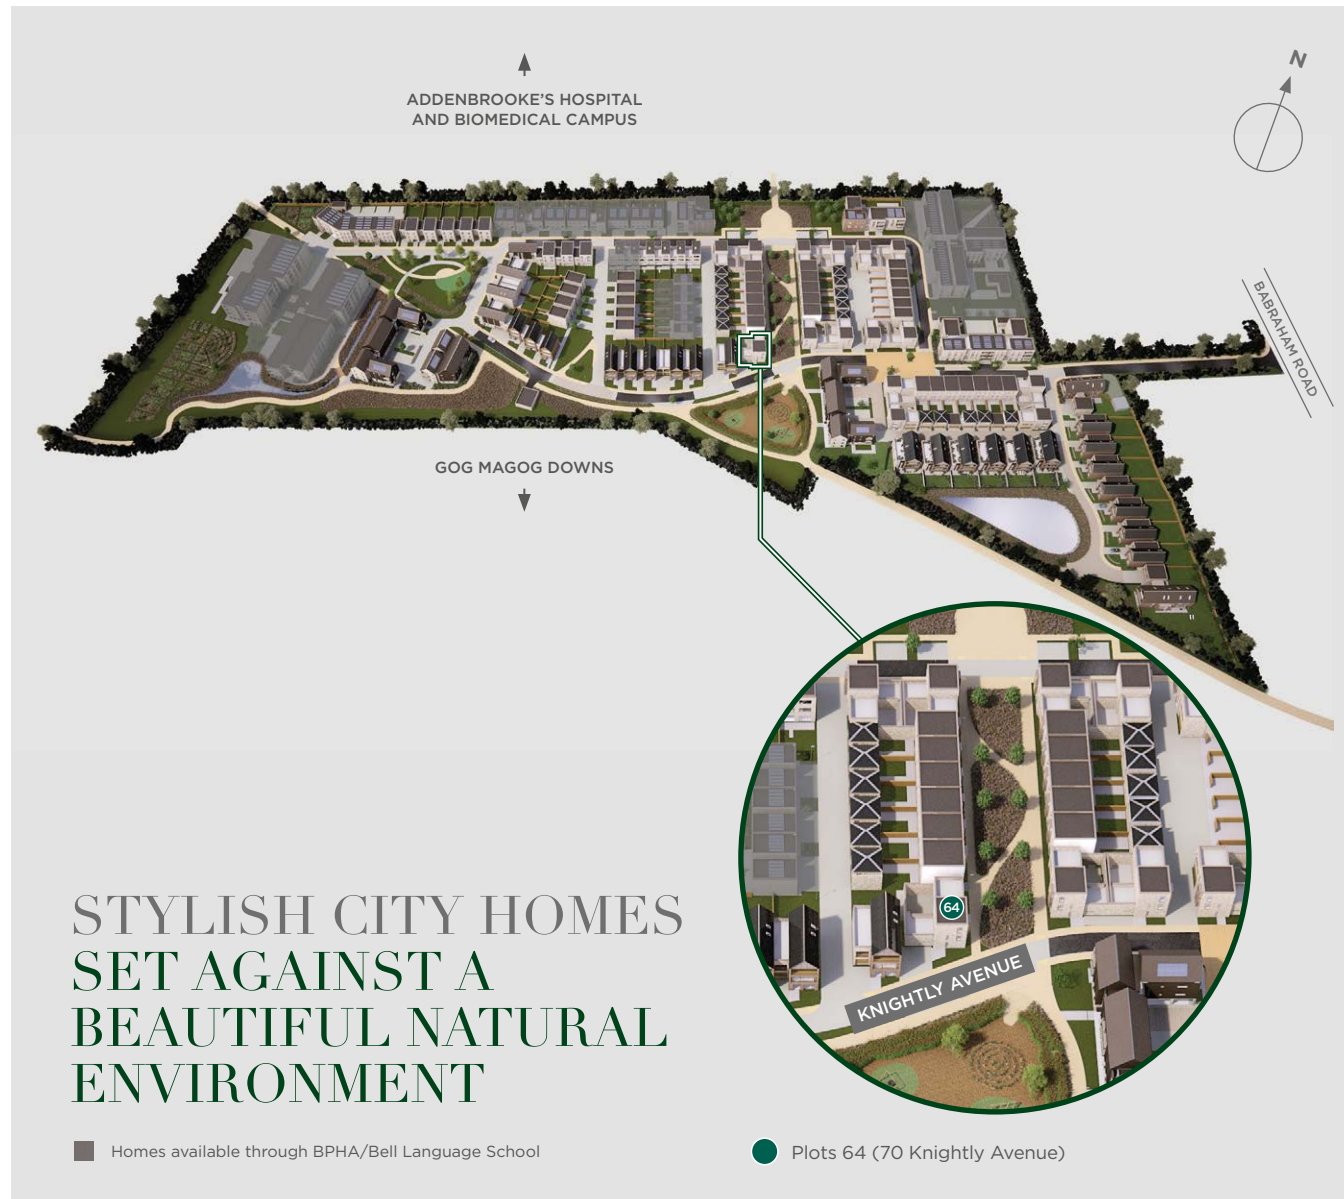 N
ADDENBROOKE'S HOSPITAL
AND BIOMEDICAL CAMPUS
BABRAHAM ROAD
GOG MAGOG DOWNS
64
KNIGHTLY AVENUE
STYLISH CITY HOMES
SET AGAINST A
BEAUTIFUL NATURAL
ENVIRONMENT
Homes available through BPHA/Bell Language School
Plots 64 (70 Knightly Avenue)